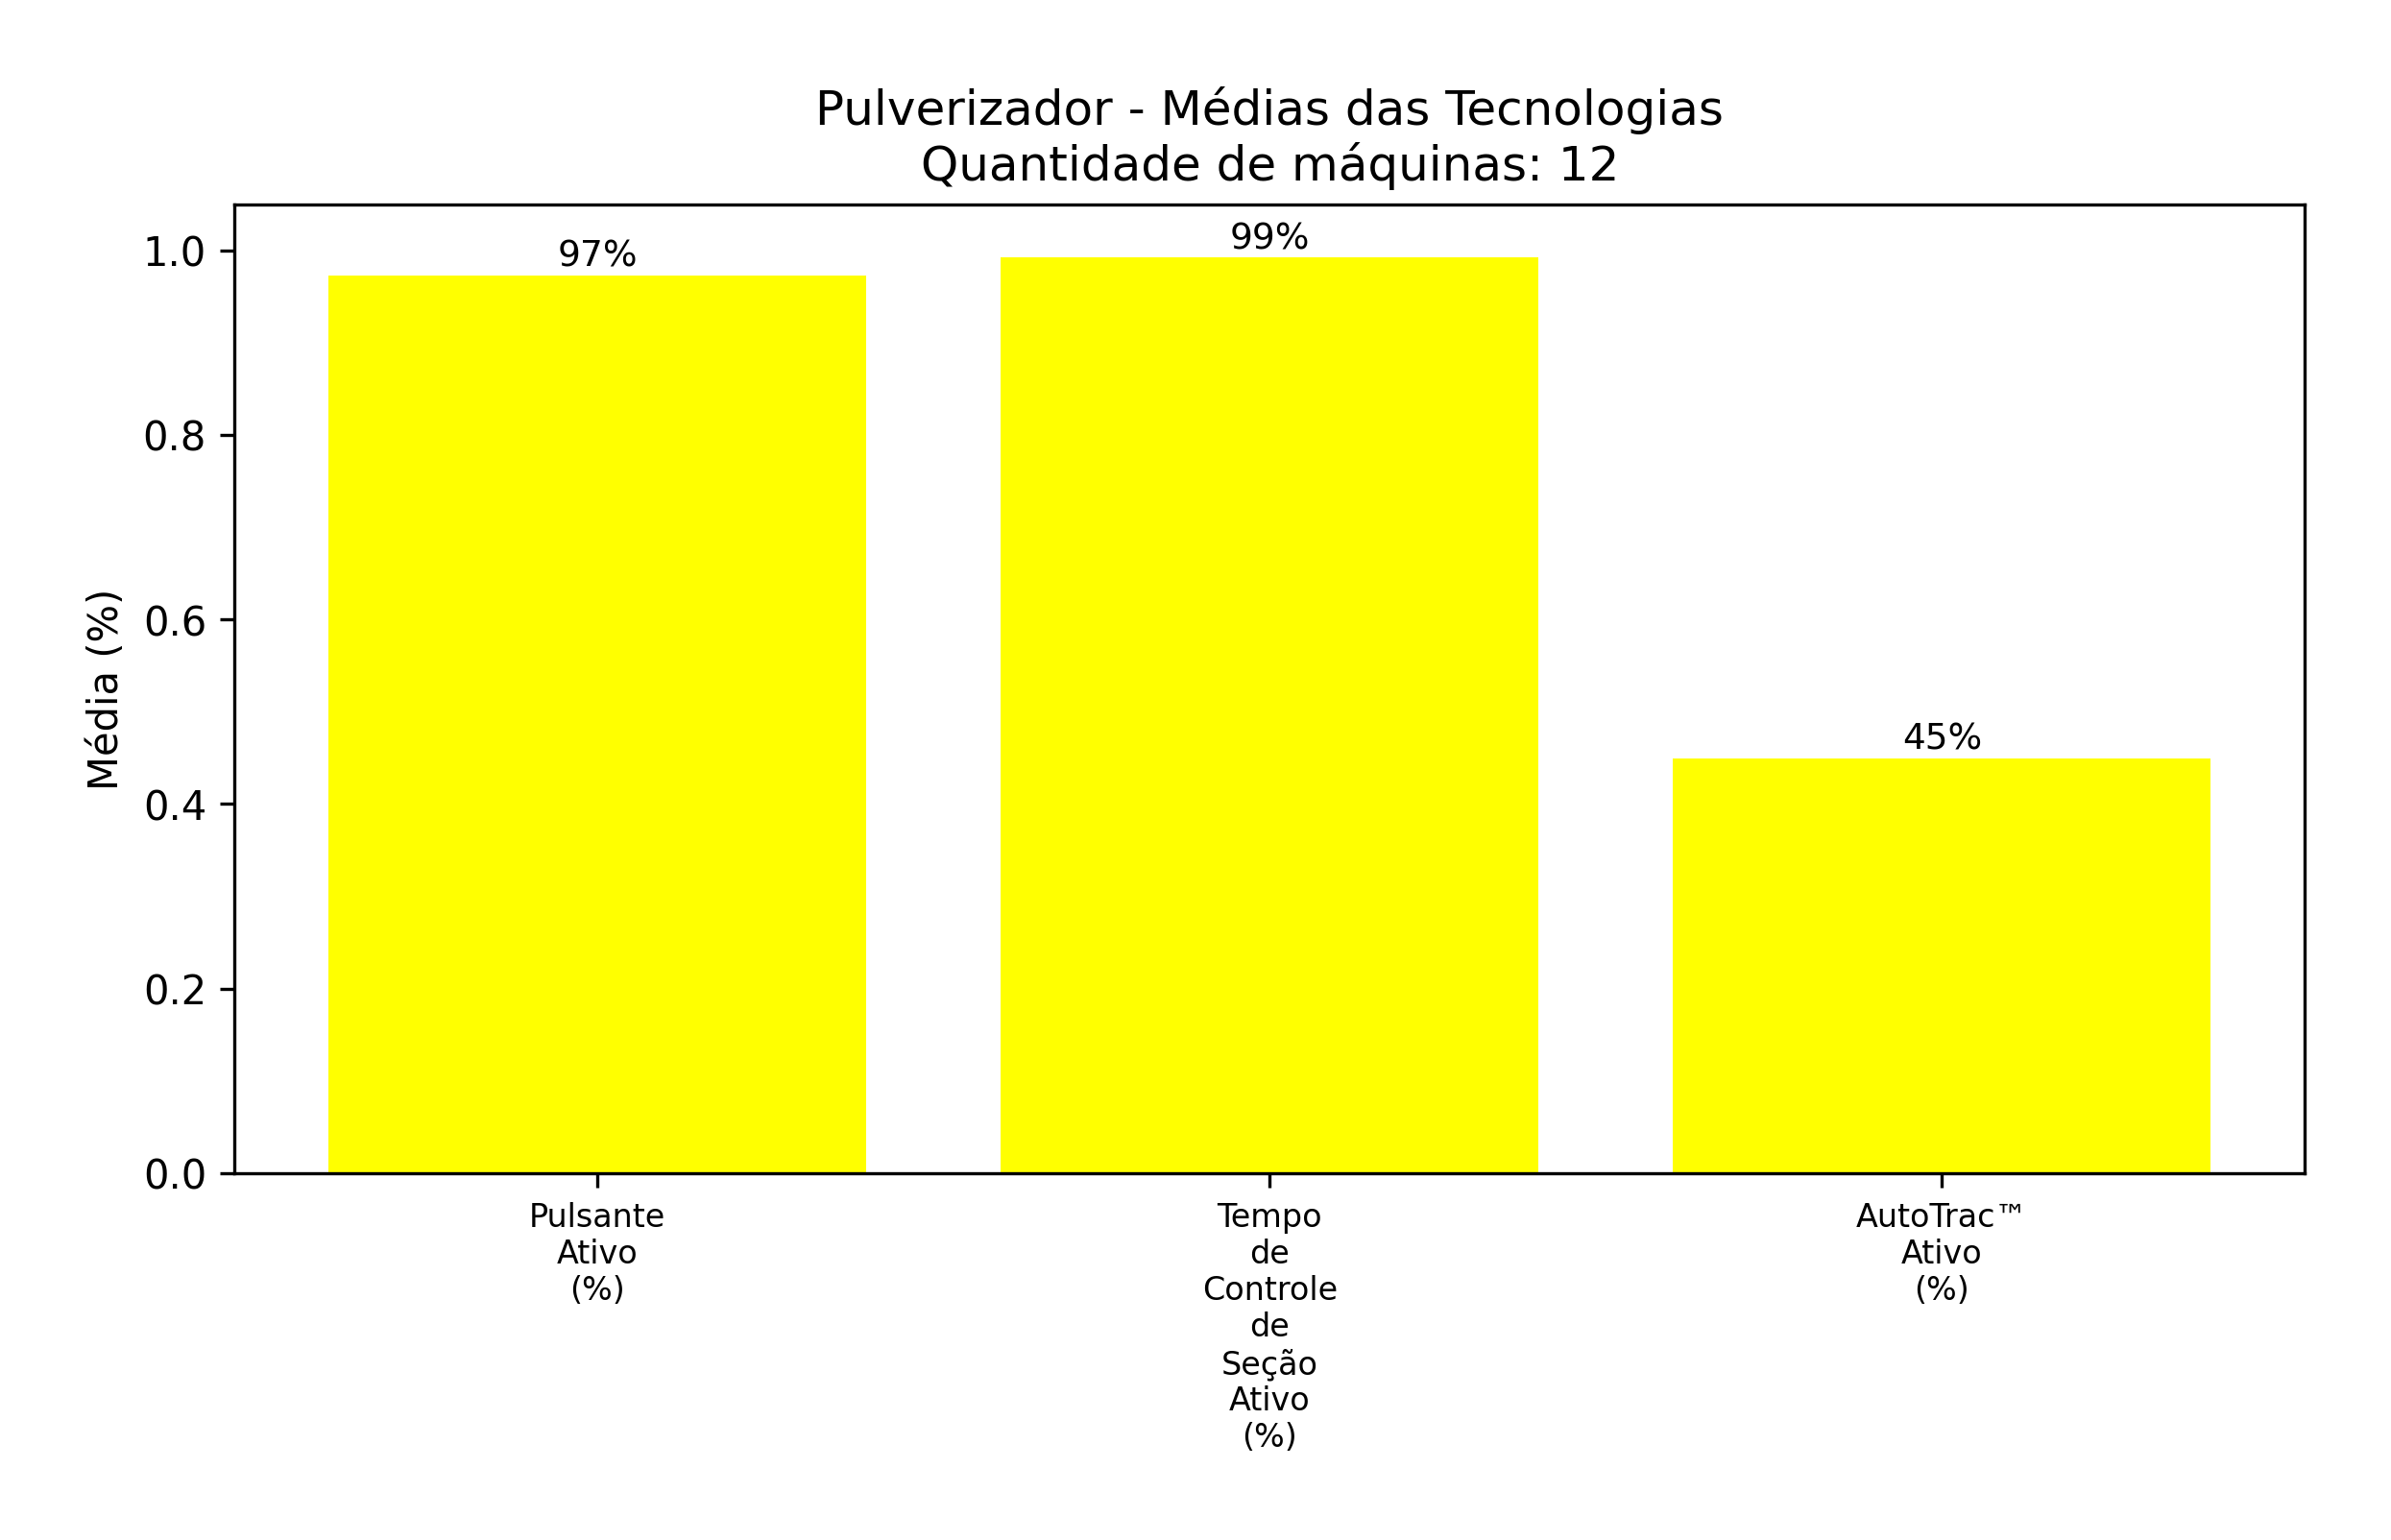 Pulverizador - Médias das Tecnologias
Quantidade de máquinas: 12
Média (%)
1.0
0.8
0.6
0.4
0.2
0.0
97%
99%
45%
Pulsante
Ativo
(%)
Tempo
de
Controle
de
Seção
Ativo
(%)
AutoTrac™
Ativo
(%)